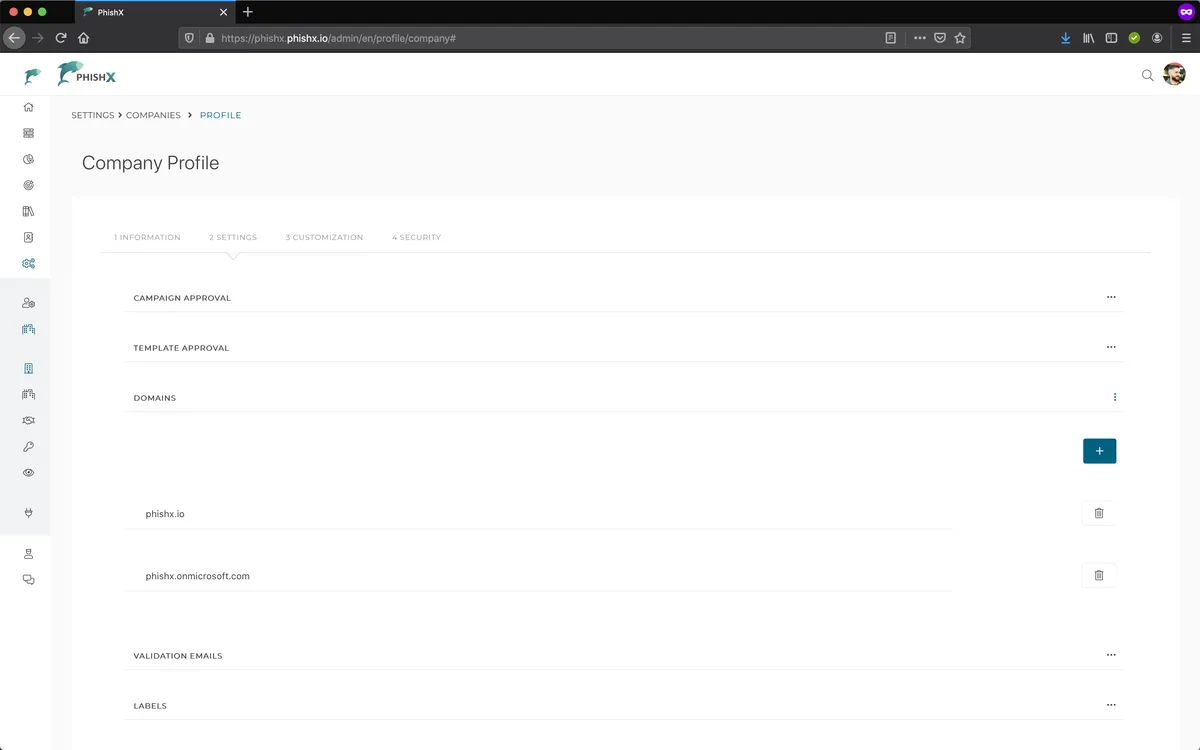 PhishX
https://phishx.phishx.io/admin/en/profile/company#
PHISHX
SETTINGS COMPANIES PROFILE
Company Profile
1 INFORMATION 2 SETTINGS 3 CUSTOMIZATION 4 SECURITY
CAMPAIGN APPROVAL
TEMPLATE APPROVAL
DOMAINS
phishx.io
phishx.onmicrosoft.com
VALIDATION EMAILS
LABELS